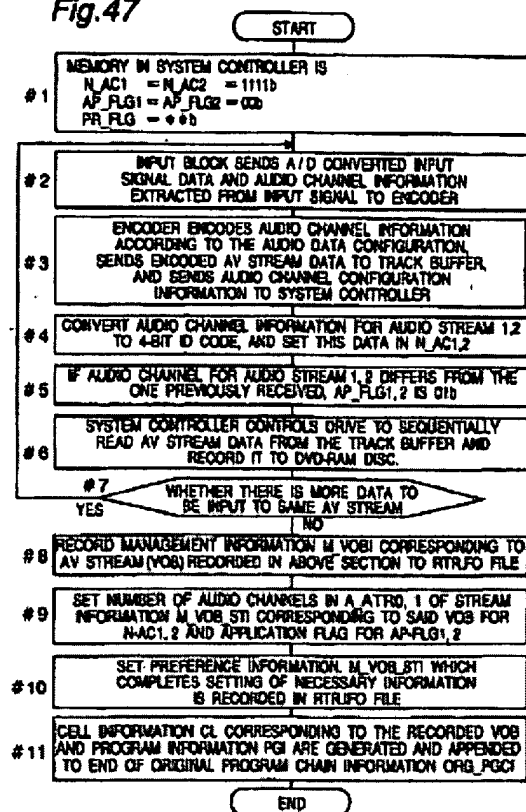 Fig.47
START
#1
MEMORY IN SYSTEM CONTROLLER IS
N_AC1 = N_AC2 = 1111b
AP_FLG1 = AP_FLG2 = 00b
PR_FLG = **b
#2
INPUT BLOCK SENDS A/D CONVERTED INPUT
SIGNAL DATA AND AUDIO CHANNEL INFORMATION
EXTRACTED FROM INPUT SIGNAL TO ENCODER
#3
ENCODER ENCODES AUDIO CHANNEL INFORMATION
ACCORDING TO THE AUDIO DATA CONFIGURATION,
SENDS ENCODED AV STREAM DATA TO TRACK BUFFER,
AND SENDS AUDIO CHANNEL CONFIGURATION
INFORMATION TO SYSTEM CONTROLLER
#4
CONVERT AUDIO CHANNEL INFORMATION FOR AUDIO STREAM 1,2
TO 4-BIT ID CODE, AND SET THIS DATA IN N_AC1,2
#5
IF AUDIO CHANNEL FOR AUDIO STREAM 1, 2 DIFFERS FROM THE
ONE PREVIOUSLY RECEIVED, AP_FLG1, 2 IS 01b
#6
SYSTEM CONTROLLER CONTROLS DRIVE TO SEQUENTIALLY
READ AV STREAM DATA FROM THE TRACK BUFFER AND
RECORD IT TO DVD-RAM DISC.
#7
WHETHER THERE IS MORE DATA TO
BE INPUT TO SAME AV STREAM
YES
NO
#8
RECORD MANAGEMENT INFORMATION M_VOBI CORRESPONDING TO
AV STREAM (VOB) RECORDED IN ABOVE SECTION TO RTR.IFO FILE
#9
SET NUMBER OF AUDIO CHANNELS IN A_ATR0, 1 OF STREAM
INFORMATION M_VOB_STI CORRESPONDING TO SAID VOB FOR
N-AC1, 2 AND APPLICATION FLAG FOR AP-FLG1, 2
#10
SET PREFERENCE INFORMATION. M_VOB_STI WHICH
COMPLETES SETTING OF NECESSARY INFORMATION
IS RECORDED IN RTR.IFO FILE
#11
CELL INFORMATION CL CORRESPONDING TO THE RECORDED VOB
AND PROGRAM INFORMATION PGI ARE GENERATED AND APPENDED
TO END OF ORIGINAL PROGRAM CHAIN INFORMATION ORG_PGCI
END